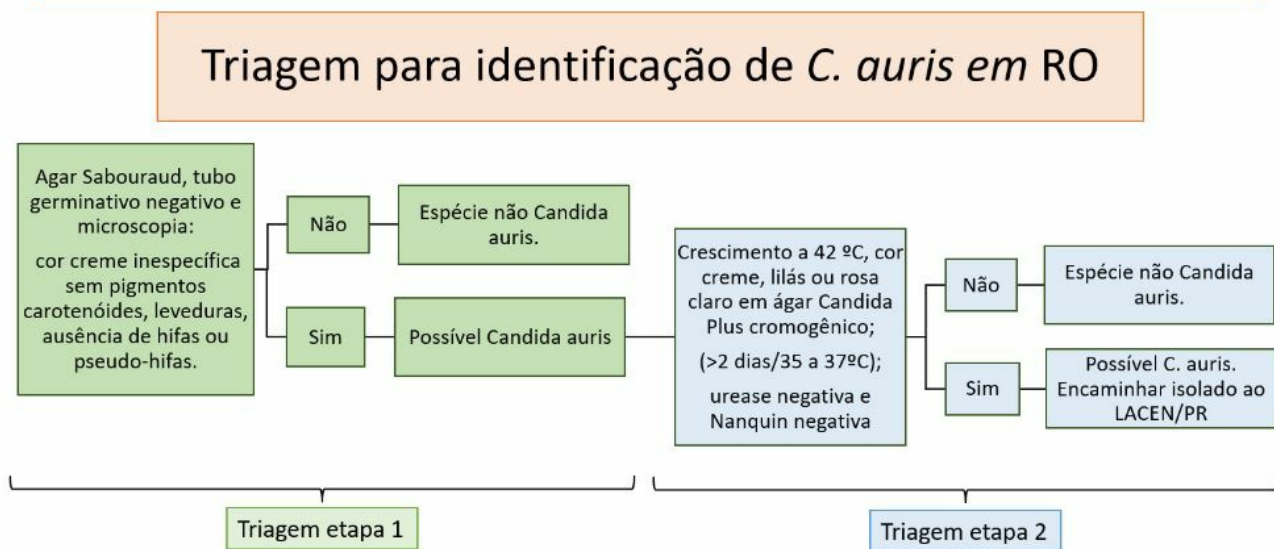 Triagem para identificação de C. auris em RO
Agar Sabouraud, tubo
germinativo negativo e
microscopia:
cor creme inespecífica
sem pigmentos
carotenóides, leveduras,
ausência de hifas ou
pseudo-hifas.
Não
Espécie não Candida
auris.
Sim
Possível Candida auris
Crescimento a 42 ºC, cor
creme, lilás ou rosa
claro em ágar Candida
Plus cromogênico;
(>2 dias/35 a 37ºC);
urease negativa e
Nanquin negativa
Não
Espécie não Candida
auris.
Sim
Possível C. auris.
Encaminhar isolado ao
LACEN/PR
Triagem etapa 1
Triagem etapa 2